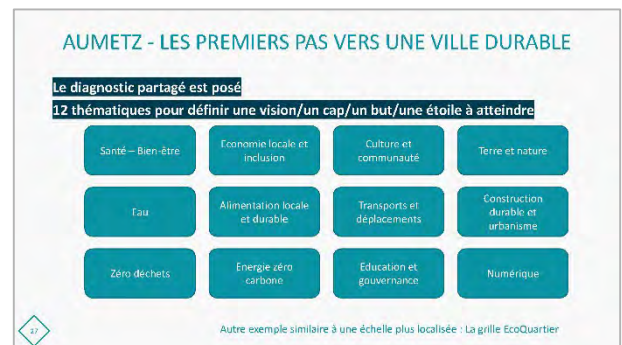 AUMETZ - LES PREMIERS PAS VERS UNE VILLE DURABLE
Le diagnostic partagé est posé
12 thématiques pour définir une vision/un cap/un but/une étoile à atteindre
Santé – Bien-être
Economie locale et
inclusion
Culture et
communauté
Terre et nature
Eau
Alimentation locale
et durable
Transports et
déplacements
Construction
durable et
urbanisme
Zéro déchets
Energie zéro
carbone
Education et
gouvernance
Numérique
27
Autre exemple similaire à une échelle plus localisée : La grille EcoQuartier